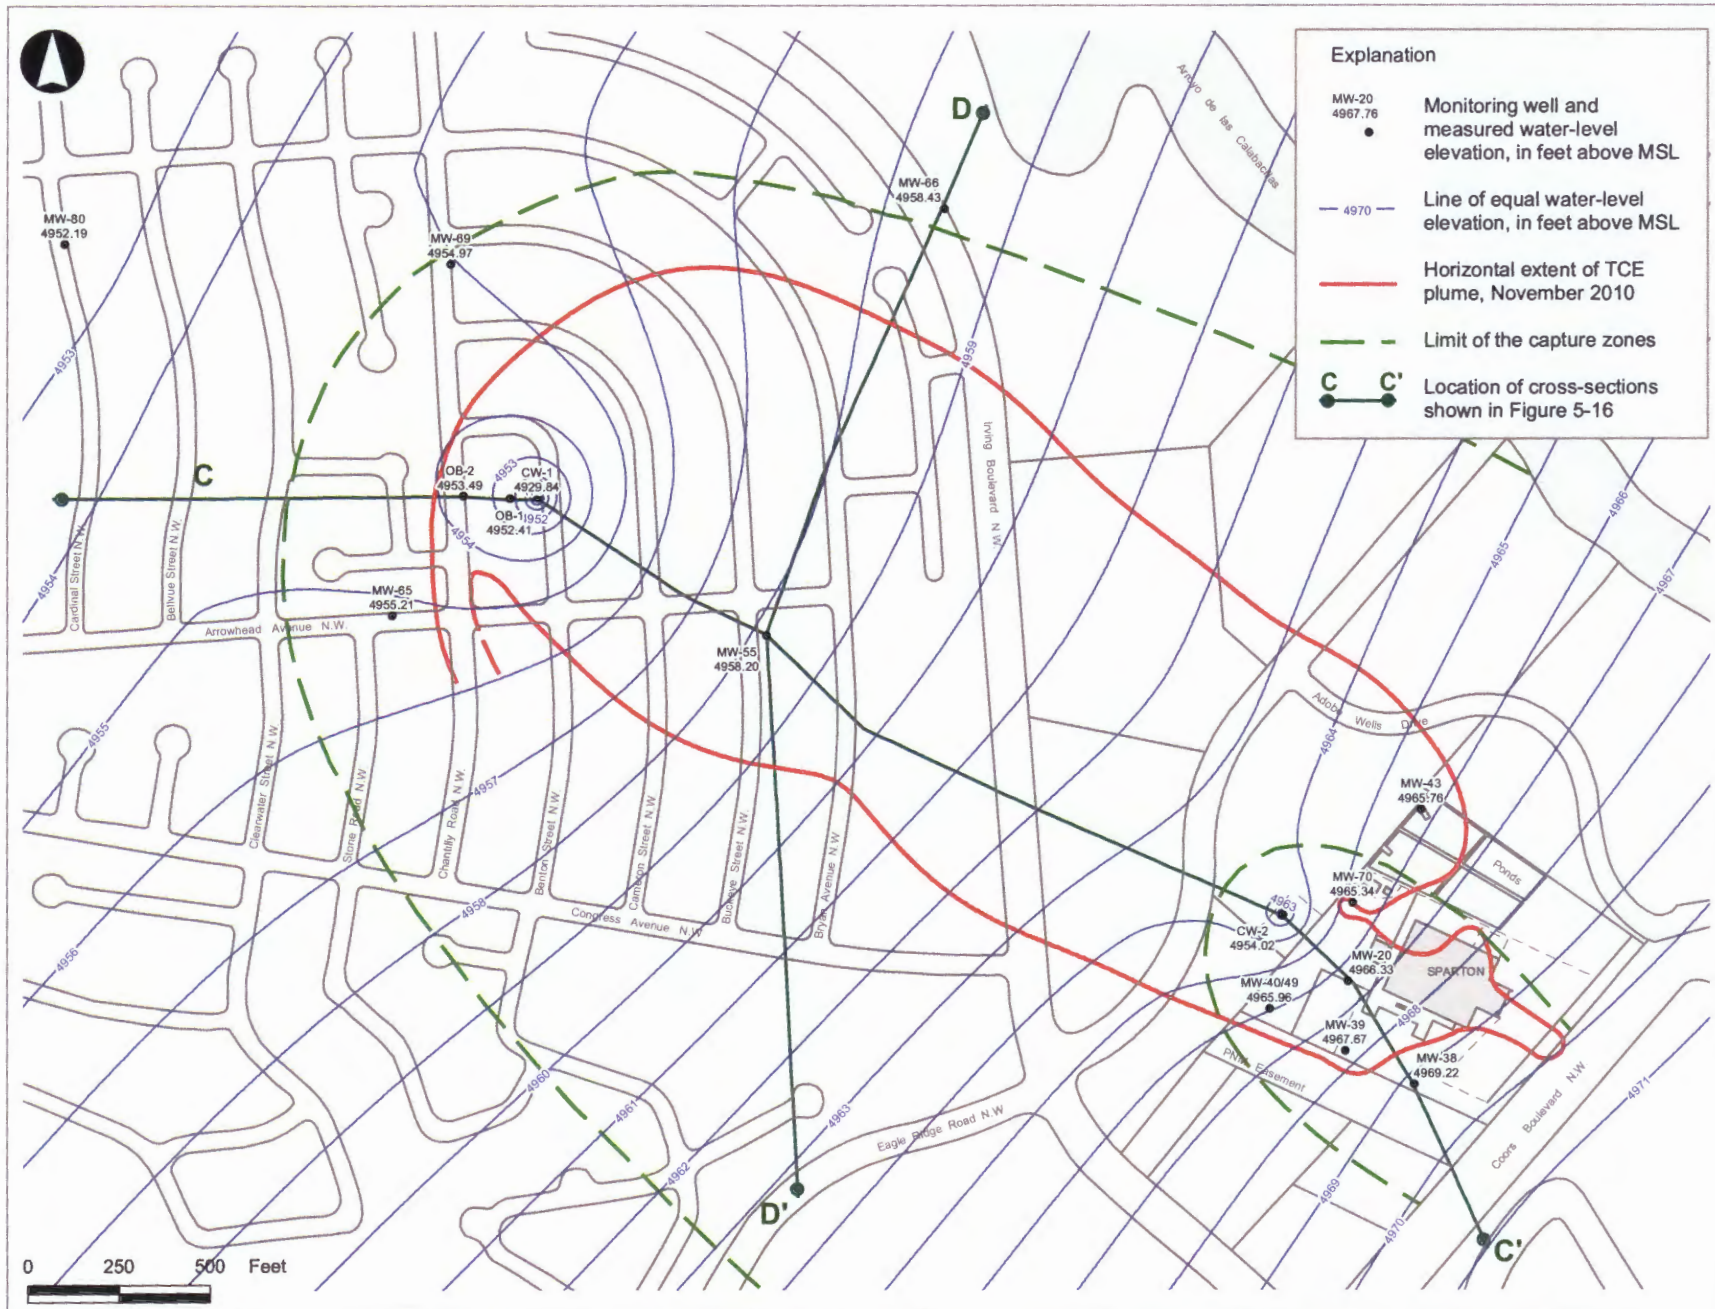 Explanation
MW-20
4967.76
Monitoring well and
measured water-level
elevation, in feet above MSL
4970
Line of equal water-level
elevation, in feet above MSL
Horizontal extent of TCE
plume, November 2010
Limit of the capture zones
C C'
Location of cross-sections
shown in Figure 5-16
Arroyo de las Calabacillas
D
MW-66
4958.43
MW-80
4952.19
MW-69
4954.97
4953
4959
Irving Boulevard N.W.
C
OB-2
4953.49
4953
CW-1
4929.84
OB-1
4952.41
4952
4954
4966
4965
4967
4954
Cardinal Street N.W.
Bellvue Street N.W.
MW-65
4955.21
Arrowhead Avenue N.W.
MW-55
4958.20
Adobe Wells Drive
4964
4955
4957
MW-43
4965.76
Clearwater Street N.W.
Stone Road N.W.
Chantilly Road N.W.
Benton Street N.W.
Cameron Street N.W.
Buckeye Street N.W.
Bryan Avenue N.W.
Ponds
MW-70
4965.34
4963
4958
Congress Avenue N.W
CW-2
4954.02
4956
MW-20
4966.33
SPARTON
MW-40/49
4965.96
4968
MW-39
4967.67
MW-38
4969.22
PNM Easement
4960
4961
4963
4971
Eagle Ridge Road N.W
Coors Boulevard N.W
4962
4969
4970
D'
C'
0 250 500 Feet